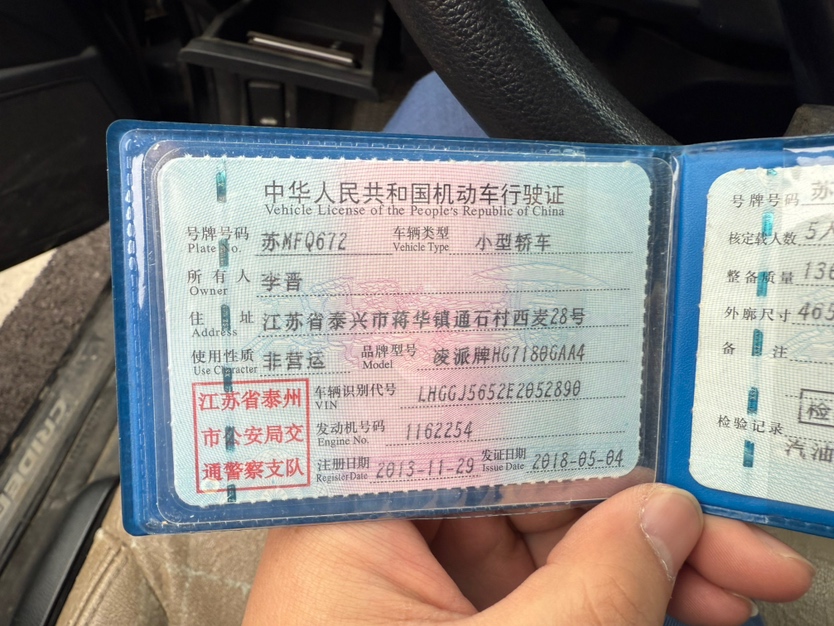 中华人民共和国机动车行驶证
Vehicle License of the People's Republic of China
号牌号码 苏MFQ672 车辆类型 小型轿车
Plate No. Vehicle Type
所有人 李晋
Owner
住址 江苏省泰兴市蒋华镇通石村西岽28号
Address
使用性质 非营运 品牌型号 凌派牌HG7180GAA4
Use Character Model
江苏省泰州 车辆识别代号 LHGGJ5652E2052890
VIN
市公安局交 发动机号码 1162254
Engine No.
通警察支队 注册日期 2013-11-29 发证日期 2018-05-04
Register Date Issue Date
号牌号码 苏
核定载人数 5人
整备质量 136
外廓尺寸 465
备注
检
检验记录
汽油